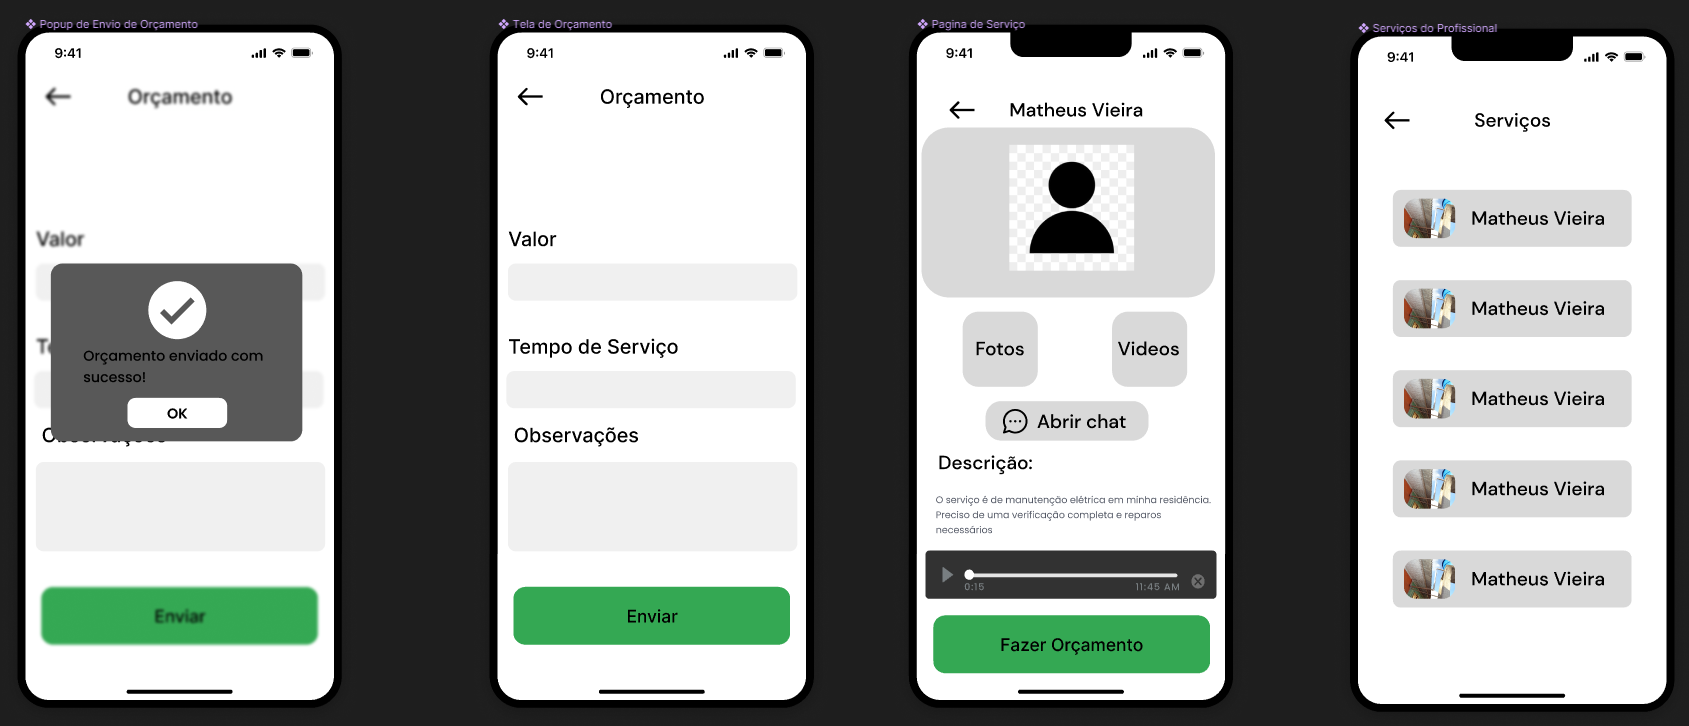 Popup de Envio de Orçamento
9:41
Orçamento
Valor
Te
Orçamento enviado com
sucesso!
OK
Observações
Enviar
Tela de Orçamento
9:41
Orçamento
Valor
Tempo de Serviço
Observações
Enviar
Pagina de Serviço
9:41
Matheus Vieira
Fotos
Videos
Abrir chat
Descrição:
O serviço é de manutenção elétrica em minha residência.
Preciso de uma verificação completa e reparos
necessários
0:15
11:45 AM
Fazer Orçamento
Serviços do Profissional
9:41
Serviços
Matheus Vieira
Matheus Vieira
Matheus Vieira
Matheus Vieira
Matheus Vieira